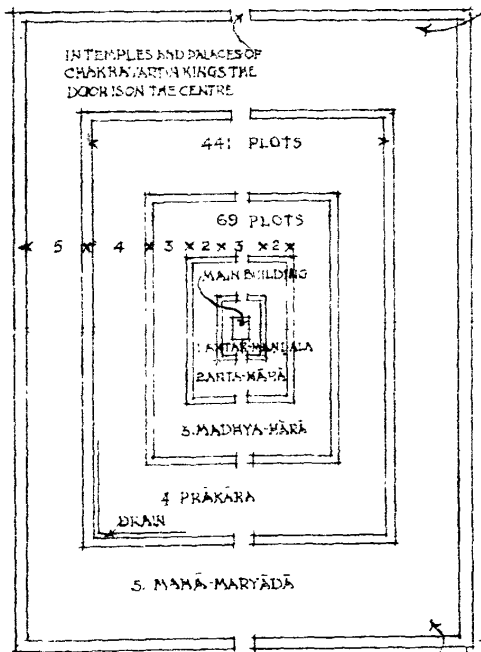 IN TEMPLES AND PALACES OF
CHAKRAVARTIN KINGS THE
DOOR IS ON THE CENTRE
441 PLOTS
69 PLOTS
5 4 3 2 3 2
MAIN BUILDING
1 ANTAR-MANDALA
2 ANTA-HĀRĀ
3. MADHYA-HĀRĀ
4 PRĀKĀRA
DRAIN
5. MAHĀ-MARYĀDĀ